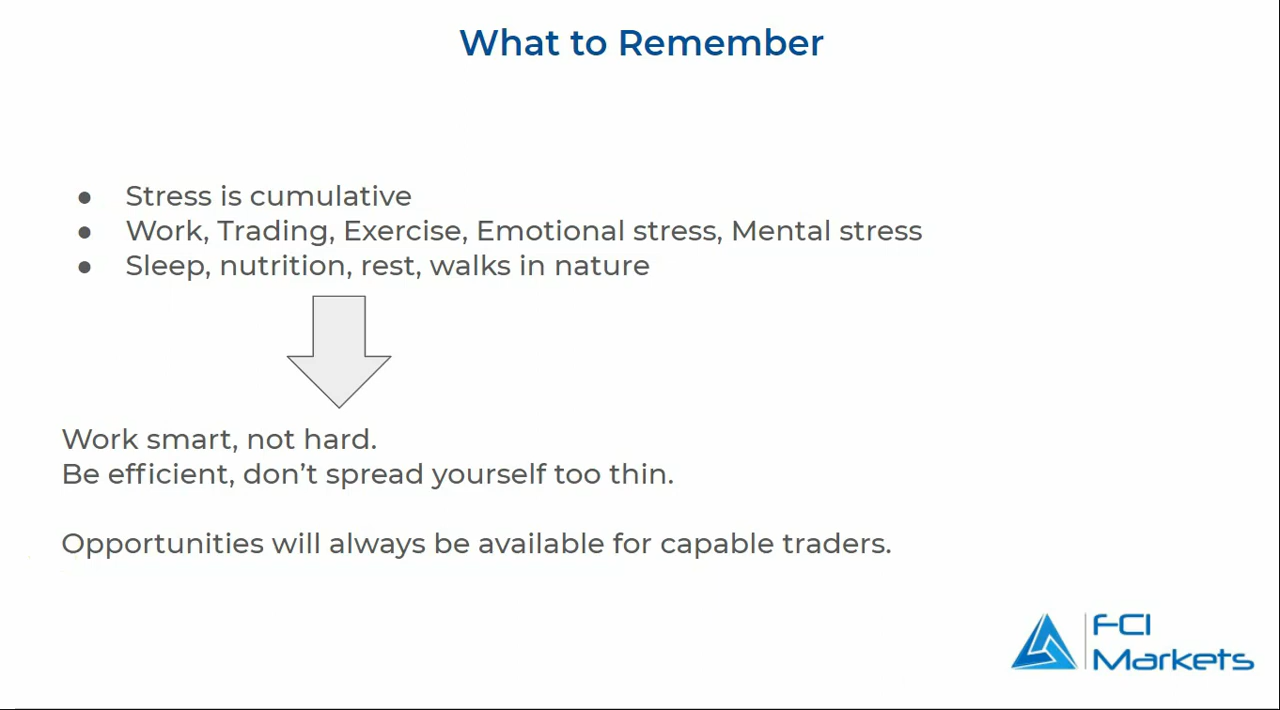 What to Remember
● Stress is cumulative
● Work, Trading, Exercise, Emotional stress, Mental stress
● Sleep, nutrition, rest, walks in nature
Work smart, not hard.
Be efficient, don’t spread yourself too thin.
Opportunities will always be available for capable traders.
FCI
Markets